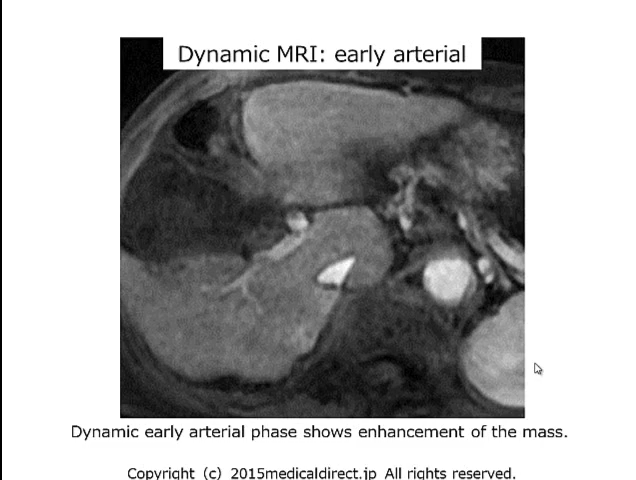 Dynamic MRI: early arterial
Dynamic early arterial phase shows enhancement of the mass.
Copyright (c) 2015medicaldirect.jp All rights reserved.